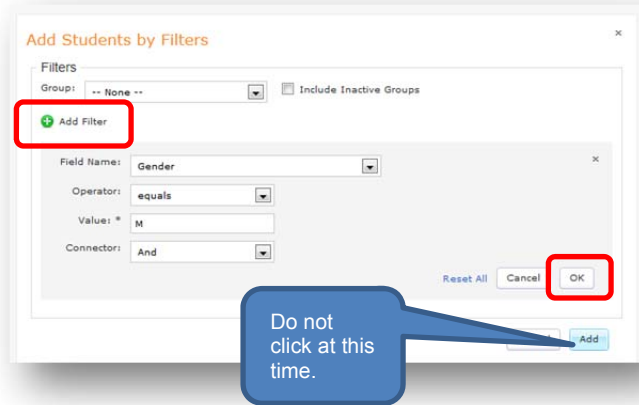 Add Students by Filters
Filters
Group: -- None -- Include Inactive Groups
Add Filter
Field Name: Gender
Operator: equals
Value: * M
Connector: And
Reset All Cancel OK
Do not
click at this
time.
Add